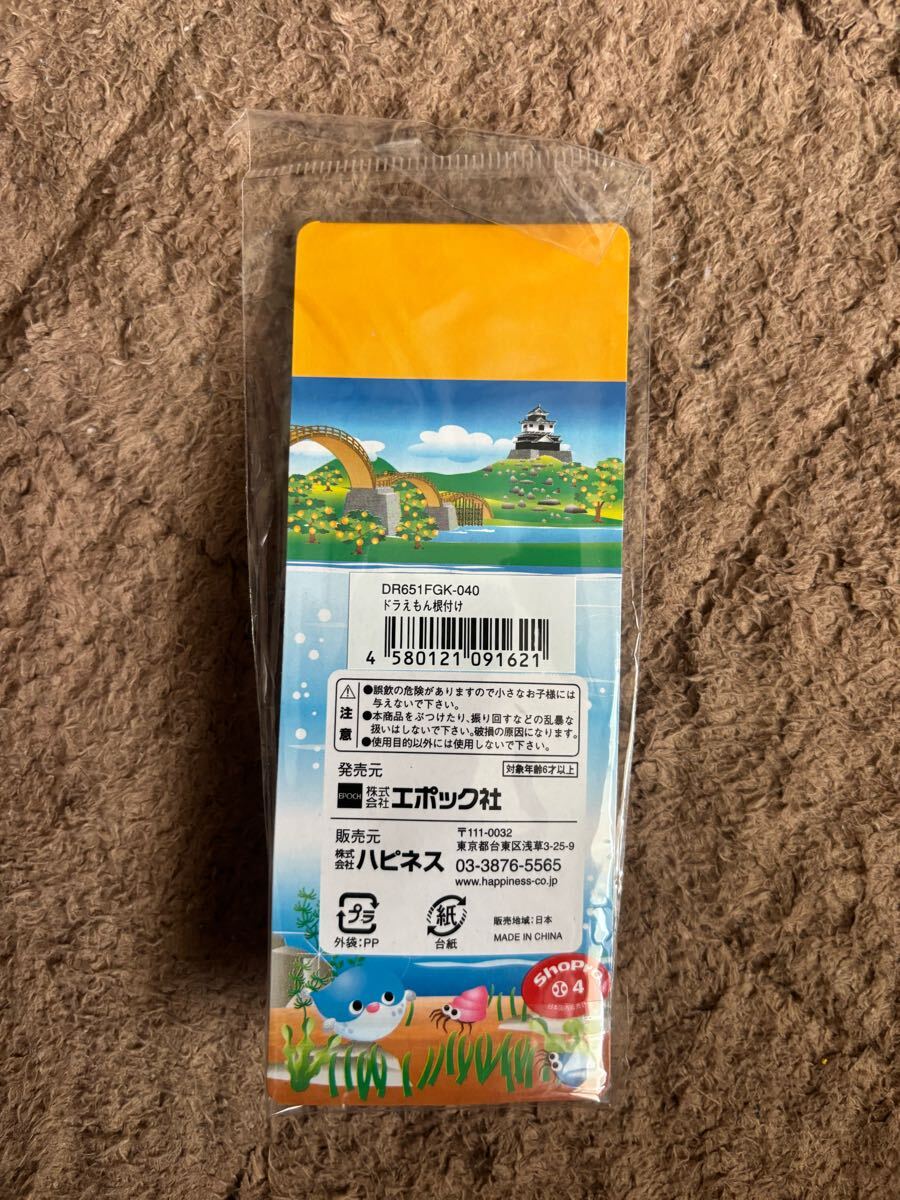 DR651FGK-040
ドラえもん根付け
4 580121 091621
注意
●誤飲の危険がありますので小さなお子様には
与えないで下さい。
●本商品をぶつけたり、振り回すなどの乱暴な
扱いはしないで下さい。破損の原因になります。
●使用目的以外には使用しないで下さい。
発売元
対象年齢6才以上
EPOCH 株式会社エポック社
販売元
株式会社ハピネス
〒111-0032
東京都台東区浅草3-25-9
03-3876-5565
www.happiness-co.jp
プラ
外袋:PP
紙
台紙
販売地域:日本
MADE IN CHINA
ShoPro
4